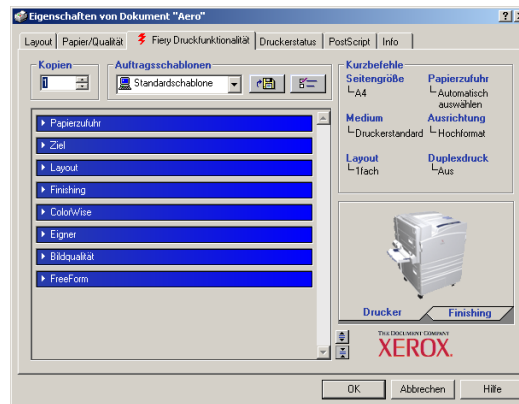 Eigenschaften von Dokument "Aero"
Layout Papier/Qualität Fiery Druckfunktionalität Druckerstatus PostScript Info
Kopien
1
Auftragsschablonen
Standardschablone
Papierzufuhr
Ziel
Layout
Finishing
ColorWise
Eigner
Bildqualität
FreeForm
Kurzbefehle
Seitengröße Papierzufuhr
A4 Automatisch
auswählen
Medium Ausrichtung
Druckerstandard Hochformat
Layout Duplexdruck
1fach Aus
Drucker Finishing
THE DOCUMENT COMPANY
XEROX.
OK Abbrechen Hilfe